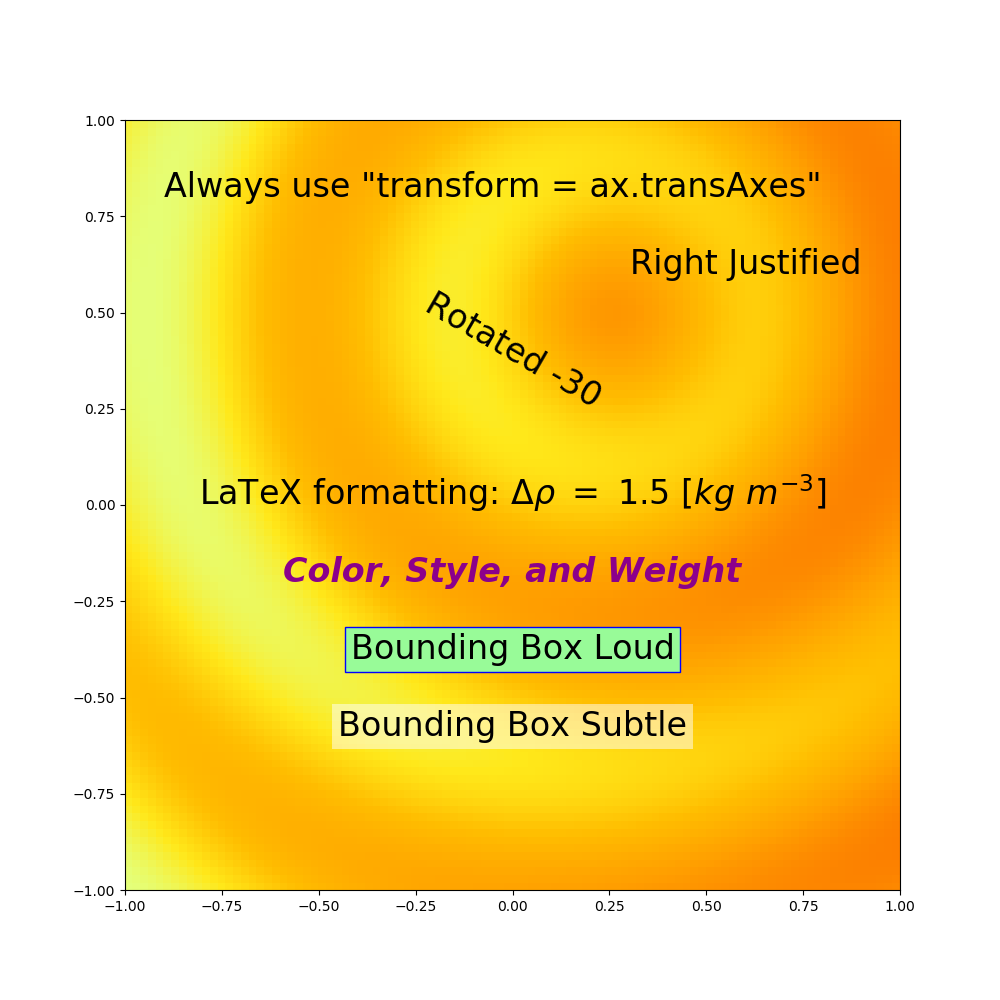 Always use "transform = ax.transAxes"
Right Justified
Rotated -30
LaTeX formatting: Δρ = 1.5 [kg m⁻³]
Color, Style, and Weight
Bounding Box Loud
Bounding Box Subtle
1.00
0.75
0.50
0.25
0.00
−0.25
−0.50
−0.75
−1.00
−1.00 −0.75 −0.50 −0.25 0.00 0.25 0.50 0.75 1.00